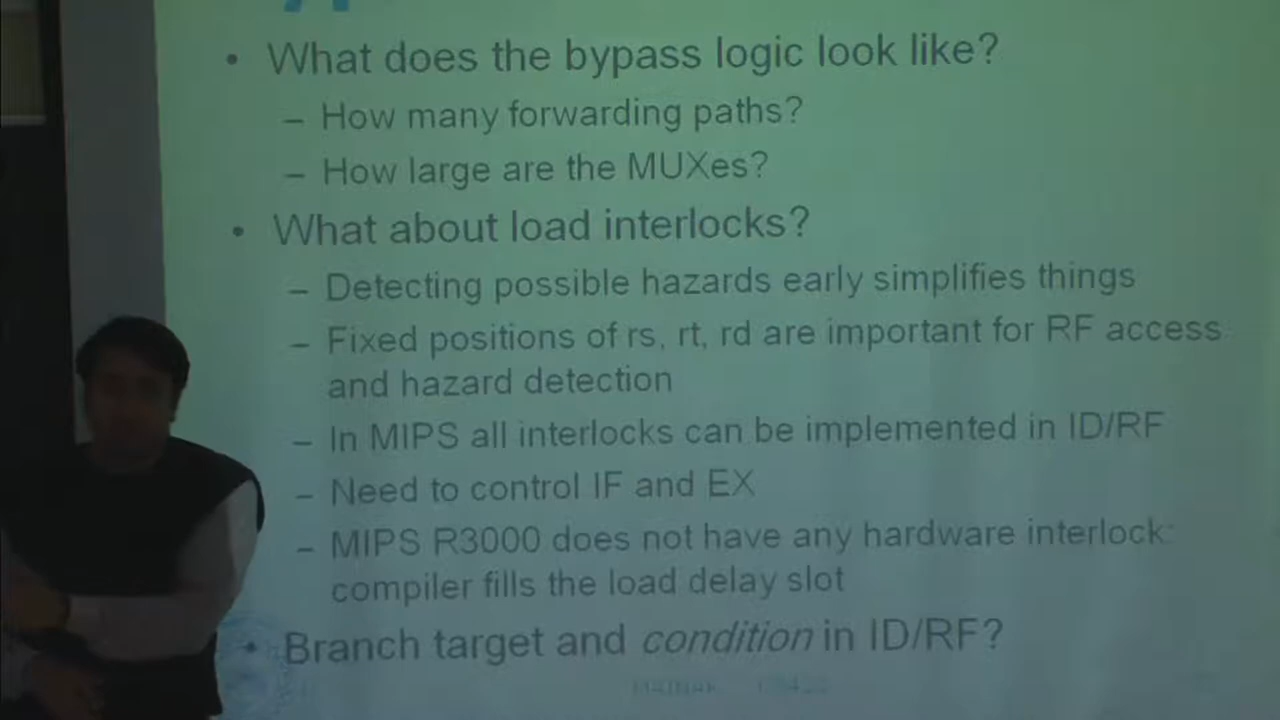 • What does the bypass logic look like?
– How many forwarding paths?
– How large are the MUXes?
• What about load interlocks?
– Detecting possible hazards early simplifies things
– Fixed positions of rs, rt, rd are important for RF access
and hazard detection
– In MIPS all interlocks can be implemented in ID/RF
– Need to control IF and EX
– MIPS R3000 does not have any hardware interlock:
compiler fills the load delay slot
• Branch target and condition in ID/RF?